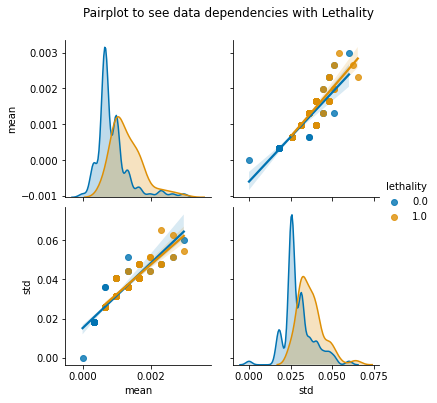 Pairplot to see data dependencies with Lethality
0.003
0.002
0.001
0.000
−0.001
mean
lethality
0.0
1.0
0.06
0.04
0.02
0.00
std
0.000 0.002
mean
0.000 0.025 0.050 0.075
std